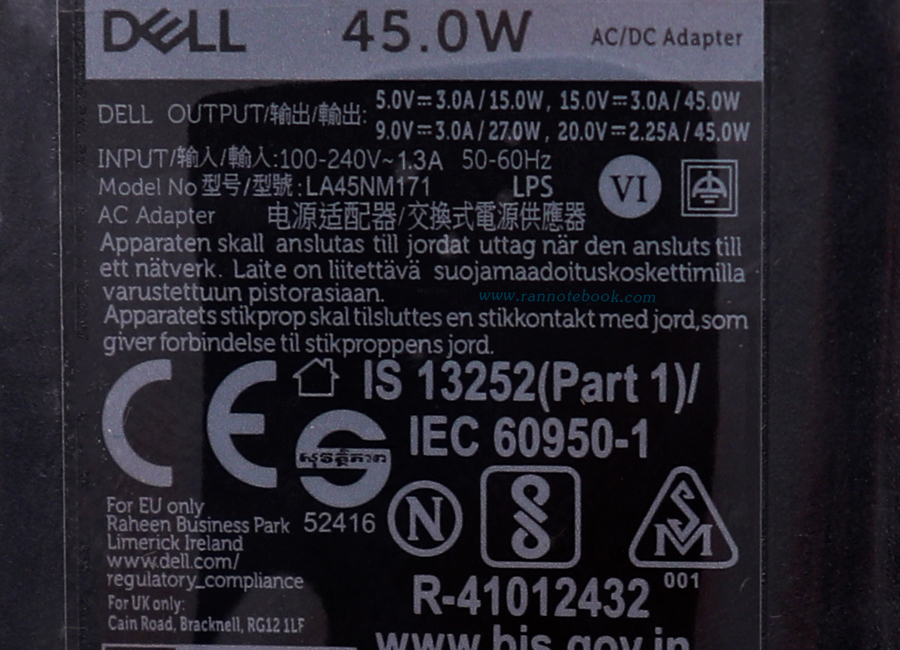 DELL 45.0W AC/DC Adapter
DELL OUTPUT/输出/輸出: 5.0V⎓3.0A/15.0W, 15.0V⎓3.0A/45.0W
9.0V⎓3.0A/27.0W, 20.0V⎓2.25A/45.0W
INPUT/输入/輸入:100-240V~1.3A 50-60Hz
Model No 型号/型號:LA45NM171 LPS VI
AC Adapter 电源适配器/交換式電源供應器
Apparaten skall anslutas till jordat uttag när den ansluts till
ett nätverk. Laite on liitettävä suojamaadoituskoskettimilla
varustettuun pistorasiaan.
www.rannotebook.com
Apparatets stikprop skal tilsluttes en stikkontakt med jord,som
giver forbindelse til stikproppens jord.
CE IS 13252(Part 1)/
IEC 60950-1
For EU only
Raheen Business Park 52416 N
Limerick Ireland
www.dell.com/
regulatory_compliance 001
R-41012432
For UK only:
Cain Road, Bracknell, RG12 1LF
www.bis.gov.in